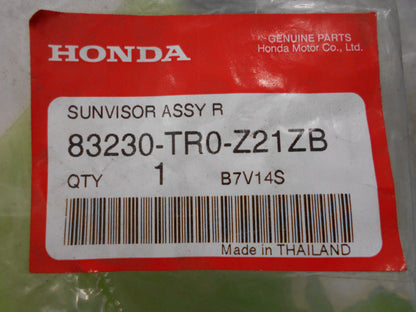 HONDA
GENUINE PARTS
Honda Motor Co., Ltd.
SUNVISOR ASSY R
83230-TR0-Z21ZB
QTY 1 B7V14S
Made in THAILAND